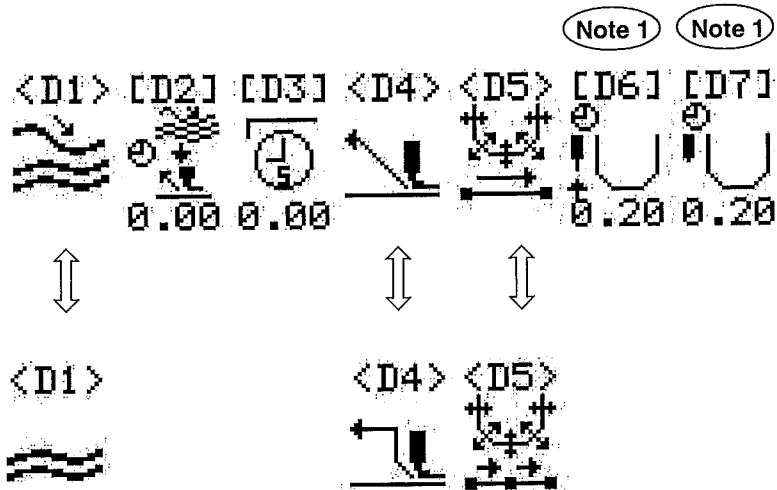 Note 1 Note 1
<D1> [D2] [D3] <D4> <D5> [D6] [D7]
S
0.00 0.00 0.20 0.20
<D1> <D4> <D5>